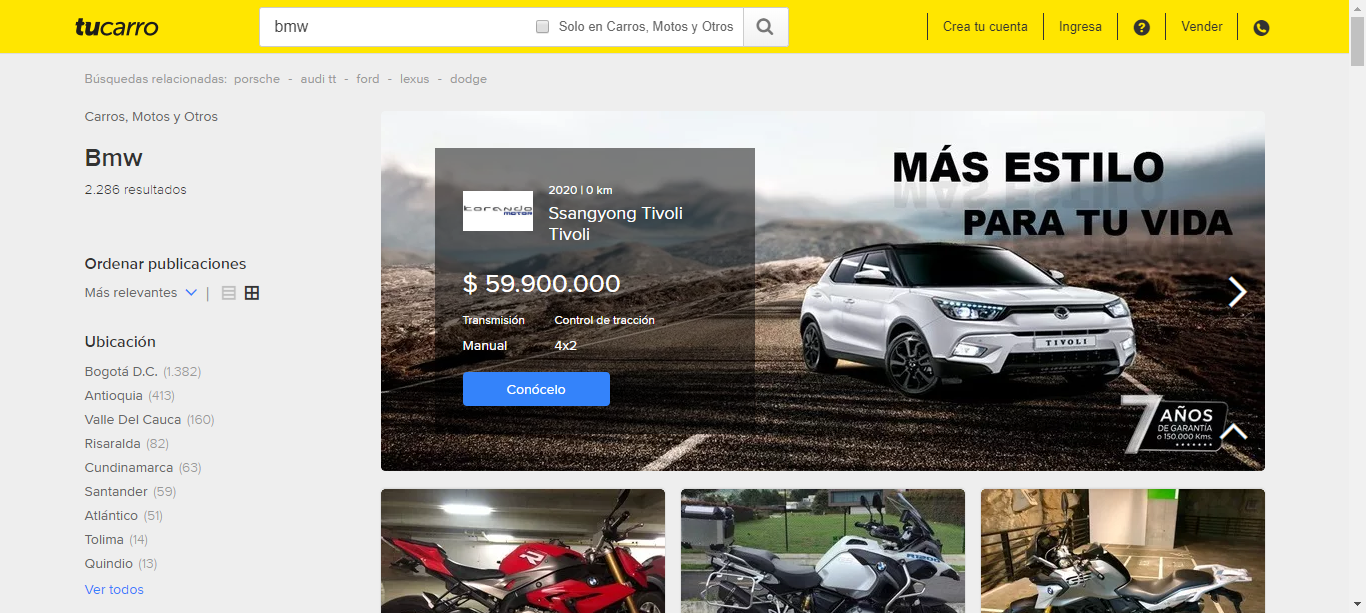 tucarro
bmw
Solo en Carros, Motos y Otros
Crea tu cuenta
Ingresa
?
Vender
Búsquedas relacionadas: porsche - audi tt - ford - lexus - dodge
Carros, Motos y Otros
Bmw
2.286 resultados
Ordenar publicaciones
Más relevantes |
Ubicación
Bogotá D.C. (1.382)
Antioquia (413)
Valle Del Cauca (160)
Risaralda (82)
Cundinamarca (63)
Santander (59)
Atlántico (51)
Tolima (14)
Quindio (13)
Ver todos
MÁS ESTILO
PARA TU VIDA
2020 | 0 km
Ssangyong Tivoli
Tivoli
$ 59.900.000
Transmisión
Control de tracción
Manual
4x2
Conócelo
TIVOLI
7 AÑOS
DE GARANTÍA
o 150.000 Kms.
R
R1200